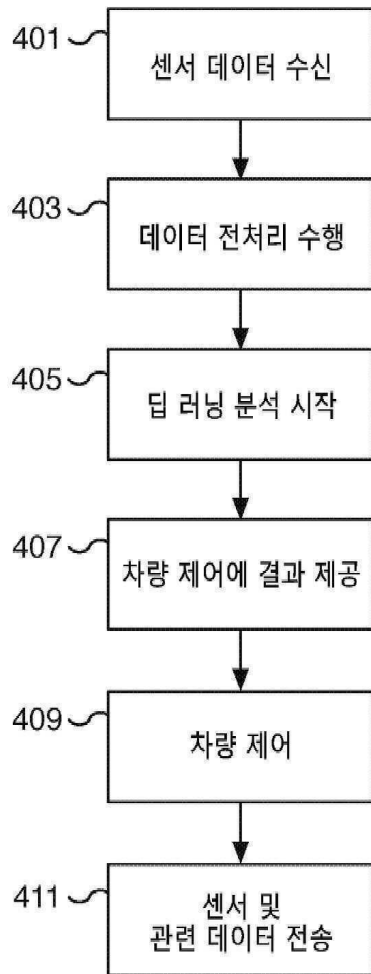 401
센서 데이터 수신
403
데이터 전처리 수행
405
딥 러닝 분석 시작
407
차량 제어에 결과 제공
409
차량 제어
411
센서 및
관련 데이터 전송